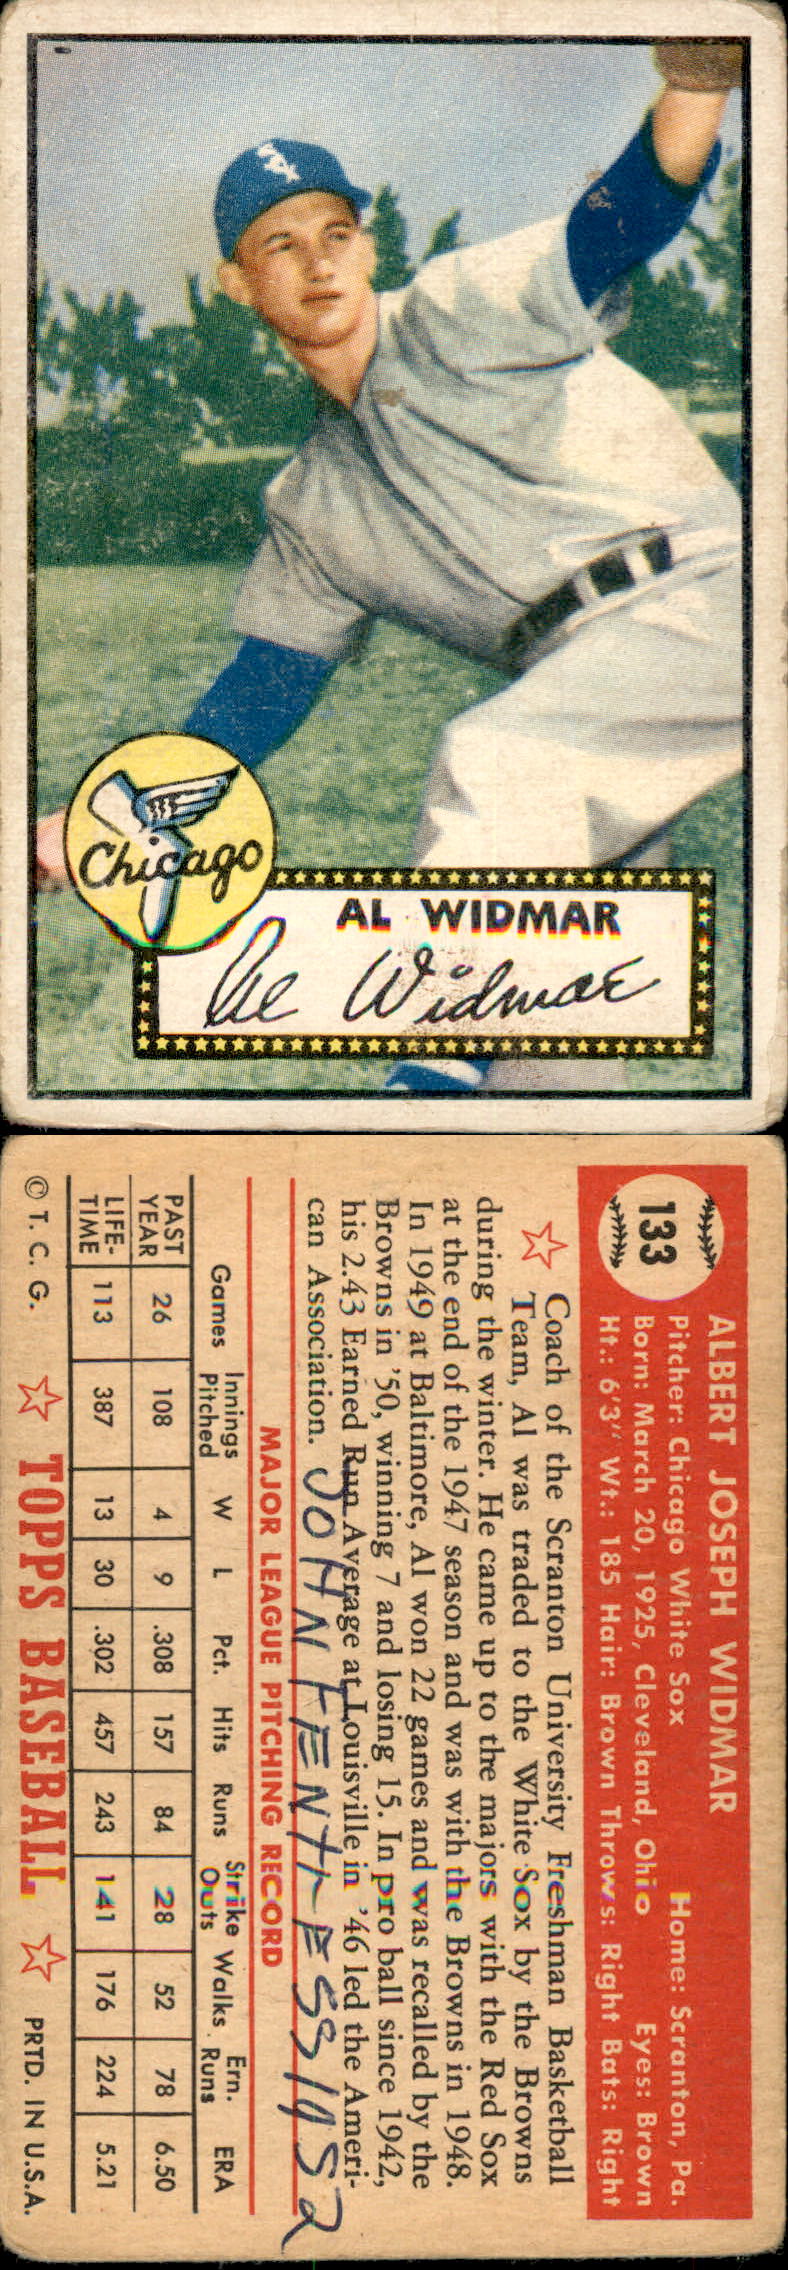 SOX
Chicago
AL WIDMAR
Al Widmar
133
ALBERT JOSEPH WIDMAR
Pitcher: Chicago White Sox Home: Scranton, Pa.
Born: March 20, 1925, Cleveland, Ohio Eyes: Brown
Ht.: 6'3" Wt.: 185 Hair: Brown Throws: Right Bats: Right
Coach of the Scranton University Freshman Basketball
Team, Al was traded to the White Sox by the Browns
during the winter. He came up to the majors with the Red Sox
at the end of the 1947 season and was with the Browns in 1948.
In 1949 at Baltimore, Al won 22 games and was recalled by the
Browns in '50, winning 7 and losing 15. In pro ball since 1942,
his 2.43 Earned Run Average at Louisville in '46 led the Ameri-
can Association.
JOHN FENTRESS 1952
MAJOR LEAGUE PITCHING RECORD
Games Innings Pitched W L Pct. Hits Runs Strike Outs Walks Ern. Runs ERA
PAST YEAR 26 108 4 9 .308 157 84 28 52 78 6.50
LIFE-TIME 113 387 13 30 .302 457 243 141 176 224 5.21
© T. C. G. TOPPS BASEBALL PRTD. IN U.S.A.